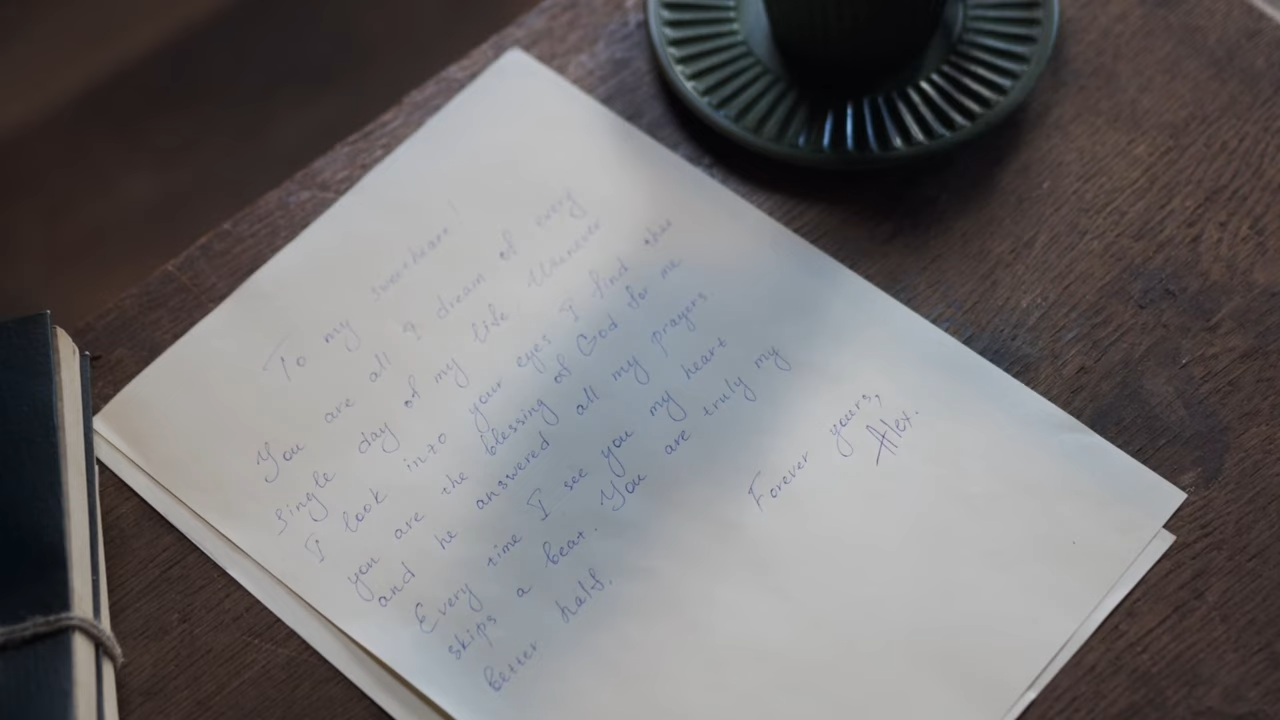 To my sweetheart!
You are all I dream of every
single day of my life. Whenever
I look into your eyes I find that
you are the blessing of God for me
and he answered all my prayers.
Every time I see you my heart
skips a beat. You are truly my
better half.
Forever yours,
Alex.